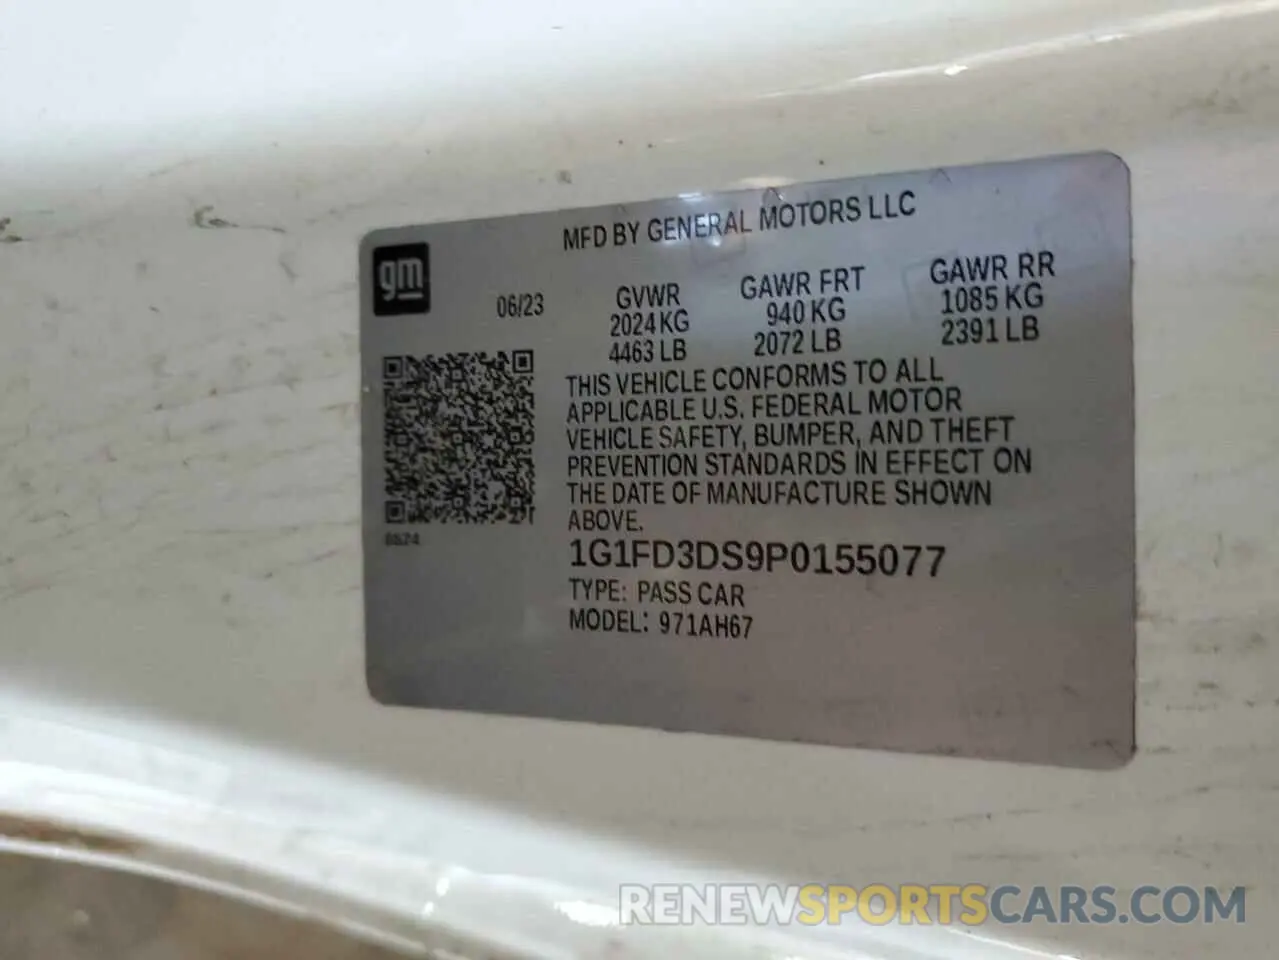 MFD BY GENERAL MOTORS LLC
gm
06/23
GVWR
2024 KG
4463 LB
GAWR FRT
940 KG
2072 LB
GAWR RR
1085 KG
2391 LB
THIS VEHICLE CONFORMS TO ALL
APPLICABLE U.S. FEDERAL MOTOR
VEHICLE SAFETY, BUMPER, AND THEFT
PREVENTION STANDARDS IN EFFECT ON
THE DATE OF MANUFACTURE SHOWN
ABOVE.
1G1FD3DS9P0155077
TYPE: PASS CAR
MODEL: 971AH67
RENEWSPORTSCARS.COM